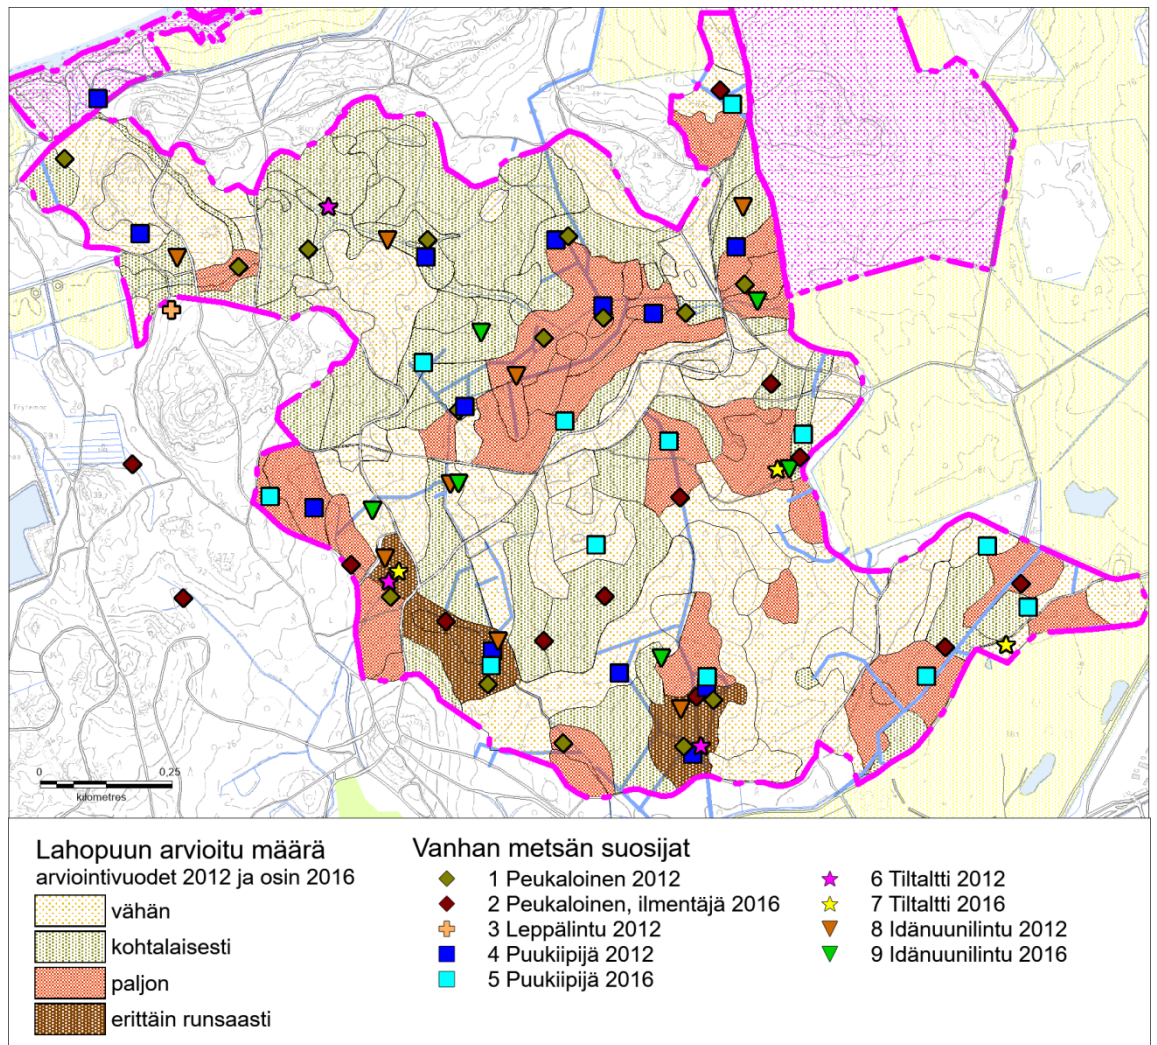 0 0,25
kilometres
Lahopuun arvioitu määrä
arviointivuodet 2012 ja osin 2016
vähän
kohtalaisesti
paljon
erittäin runsaasti
Vanhan metsän suosijat
1 Peukaloinen 2012
2 Peukaloinen, ilmentäjä 2016
3 Leppälintu 2012
4 Puukiipijä 2012
5 Puukiipijä 2016
6 Tiltaltti 2012
7 Tiltaltti 2016
8 Idänuunilintu 2012
9 Idänuunilintu 2016